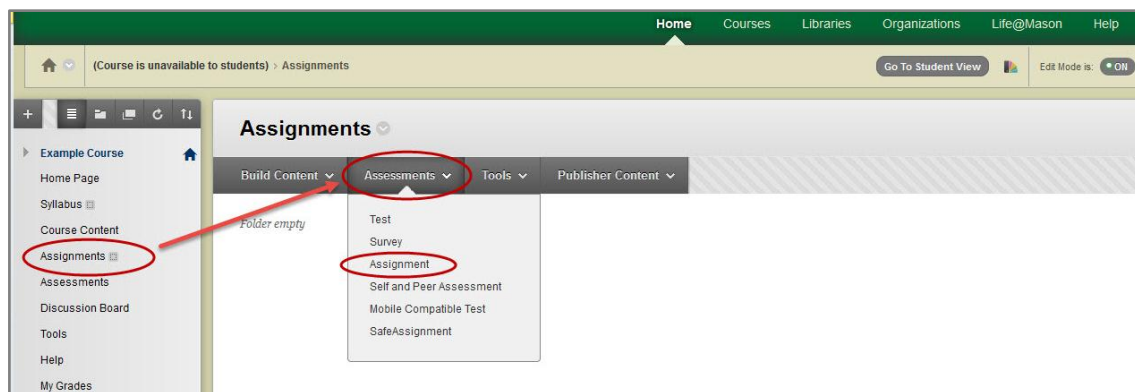 Home Courses Libraries Organizations Life@Mason Help
(Course is unavailable to students) > Assignments
Go To Student View
Edit Mode is: ON
Example Course
Home Page
Syllabus
Course Content
Assignments
Assessments
Discussion Board
Tools
Help
My Grades
Assignments
Build Content Assessments Tools Publisher Content
Folder empty
Test
Survey
Assignment
Self and Peer Assessment
Mobile Compatible Test
SafeAssignment